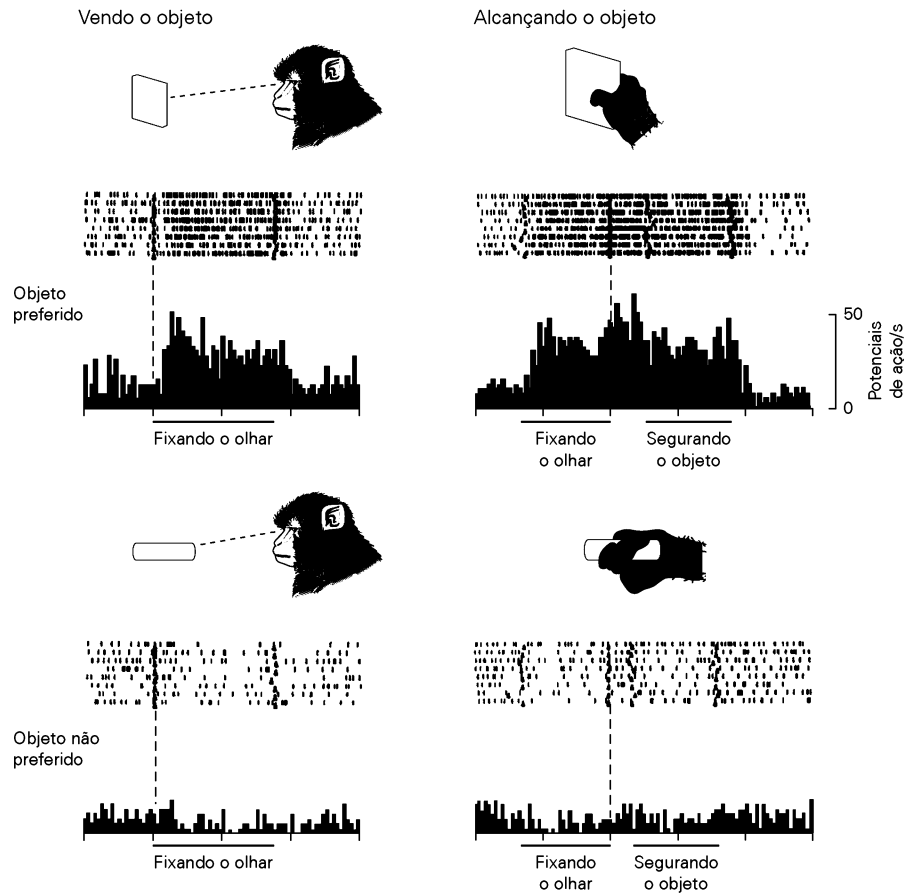 Vendo o objeto
Alcançando o objeto
Objeto
preferido
50
0
Potenciais
de ação/s
Fixando o olhar
Fixando
o olhar
Segurando
o objeto
Objeto não
preferido
Fixando o olhar
Fixando
o olhar
Segurando
o objeto